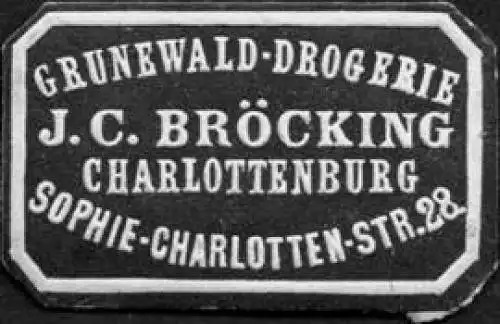 GRUNEWALD-DROGERIE
J.C. BRÖCKING
CHARLOTTENBURG
SOPHIE-CHARLOTTEN-STR.28